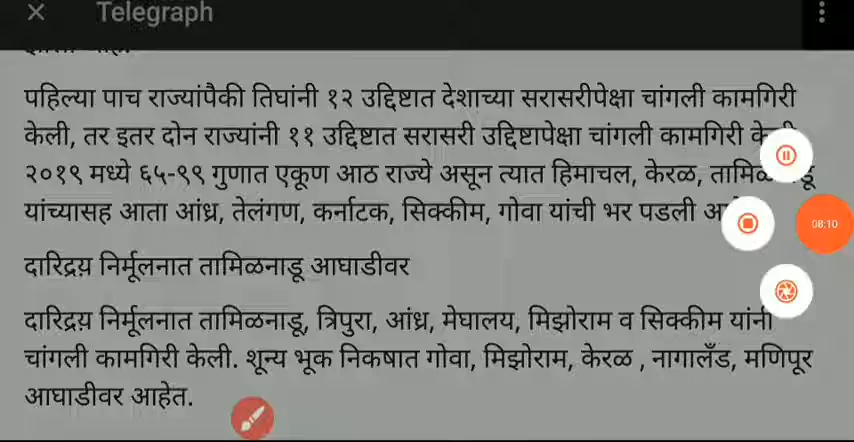 Telegraph
पहिल्या पाच राज्यांपैकी तिघांनी १२ उद्दिष्टात देशाच्या सरासरीपेक्षा चांगली कामगिरी
केली, तर इतर दोन राज्यांनी ११ उद्दिष्टात सरासरी उद्दिष्टापेक्षा चांगली कामगिरी
२०१९ मध्ये ६५-९९ गुणात एकूण आठ राज्ये असून त्यात हिमाचल, केरळ,
यांच्यासह आता आंध्र, तेलंगण, कर्नाटक, सिक्कीम, गोवा यांची भर पडली
08:10
दारिद्रय़ निर्मूलनात तामिळनाडू आघाडीवर
दारिद्रय़ निर्मूलनात तामिळनाडू, त्रिपुरा, आंध्र, मेघालय, मिझोराम व सिक्कीम यांनी
चांगली कामगिरी केली. शून्य भूक निकषात गोवा, मिझोराम, केरळ , नागालँड, मणिपूर
आघाडीवर आहेत.